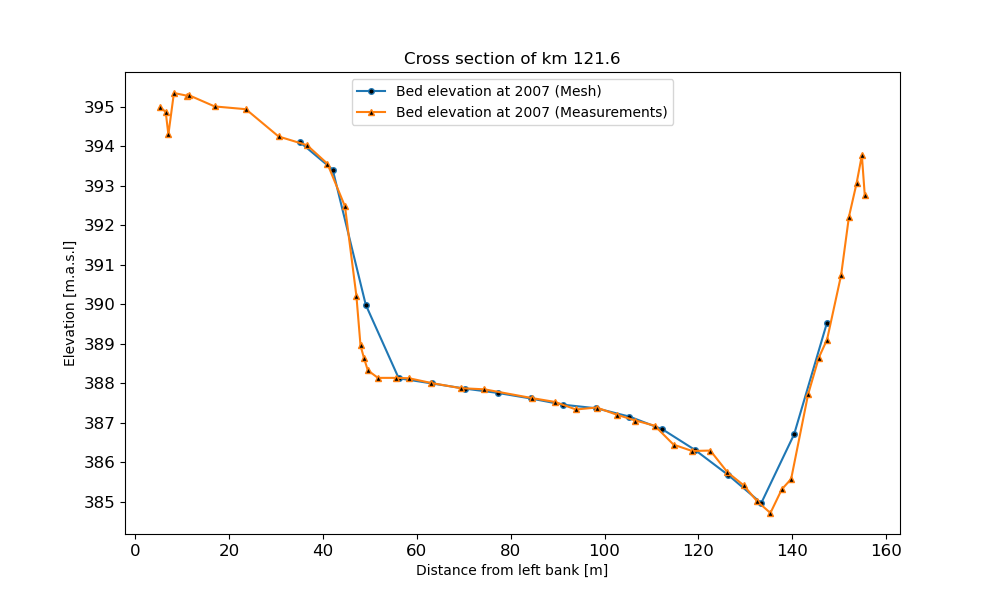 Cross section of km 121.6
Bed elevation at 2007 (Mesh)
Bed elevation at 2007 (Measurements)
Elevation [m.a.s.l]
395
394
393
392
391
390
389
388
387
386
385
0 20 40 60 80 100 120 140 160
Distance from left bank [m]